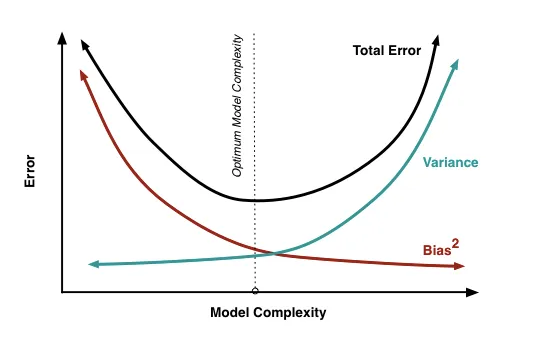 Optimum Model Complexity
Total Error
Variance
Error
Bias²
Model Complexity